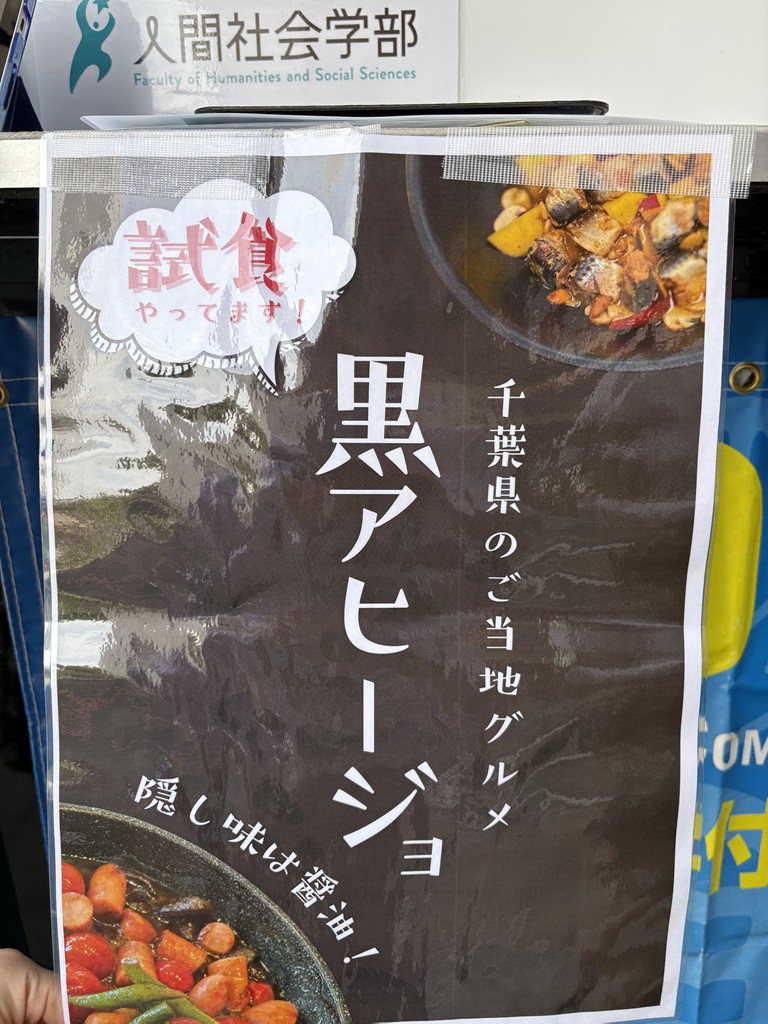 人間社会学部
Faculty of Humanities and Social Sciences
試食
やってます!
千葉県のご当地グルメ
黒アヒージョ
隠し味は醤油!
OM
付